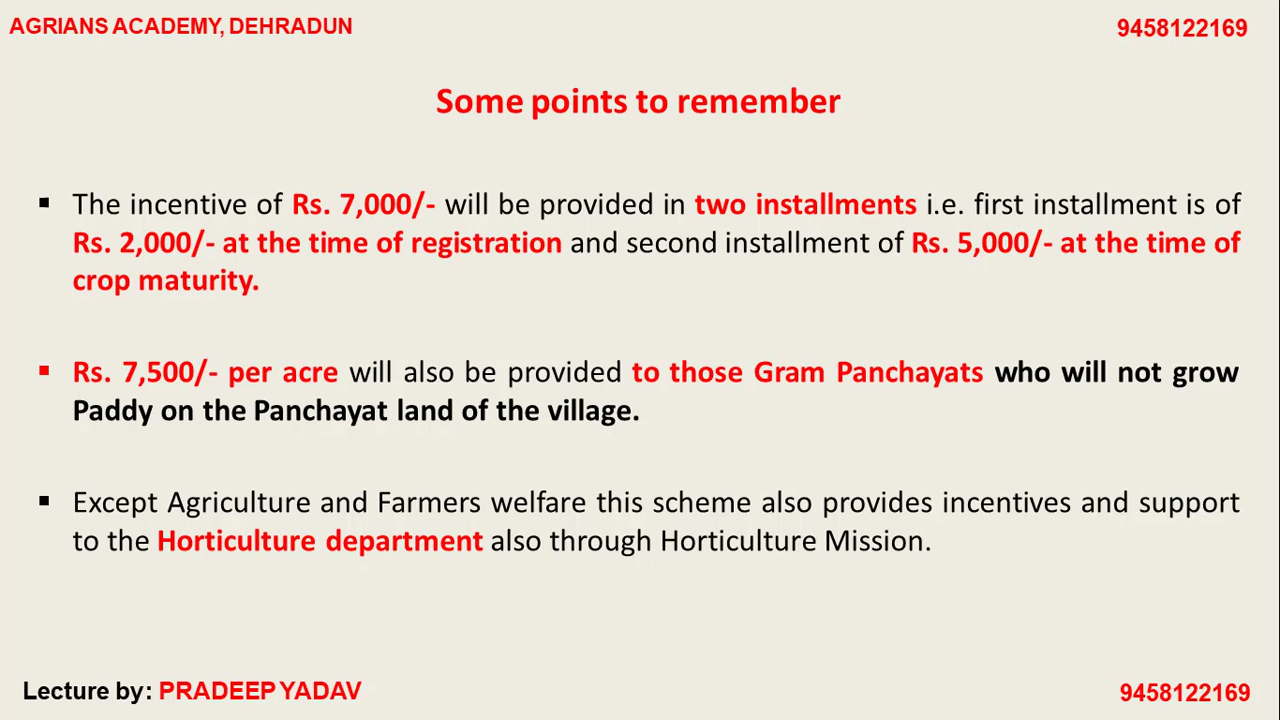 AGRIANS ACADEMY, DEHRADUN
9458122169
Some points to remember
▪ The incentive of Rs. 7,000/- will be provided in two installments i.e. first installment is of
Rs. 2,000/- at the time of registration and second installment of Rs. 5,000/- at the time of
crop maturity.
▪ Rs. 7,500/- per acre will also be provided to those Gram Panchayats who will not grow
Paddy on the Panchayat land of the village.
▪ Except Agriculture and Farmers welfare this scheme also provides incentives and support
to the Horticulture department also through Horticulture Mission.
Lecture by: PRADEEP YADAV
9458122169